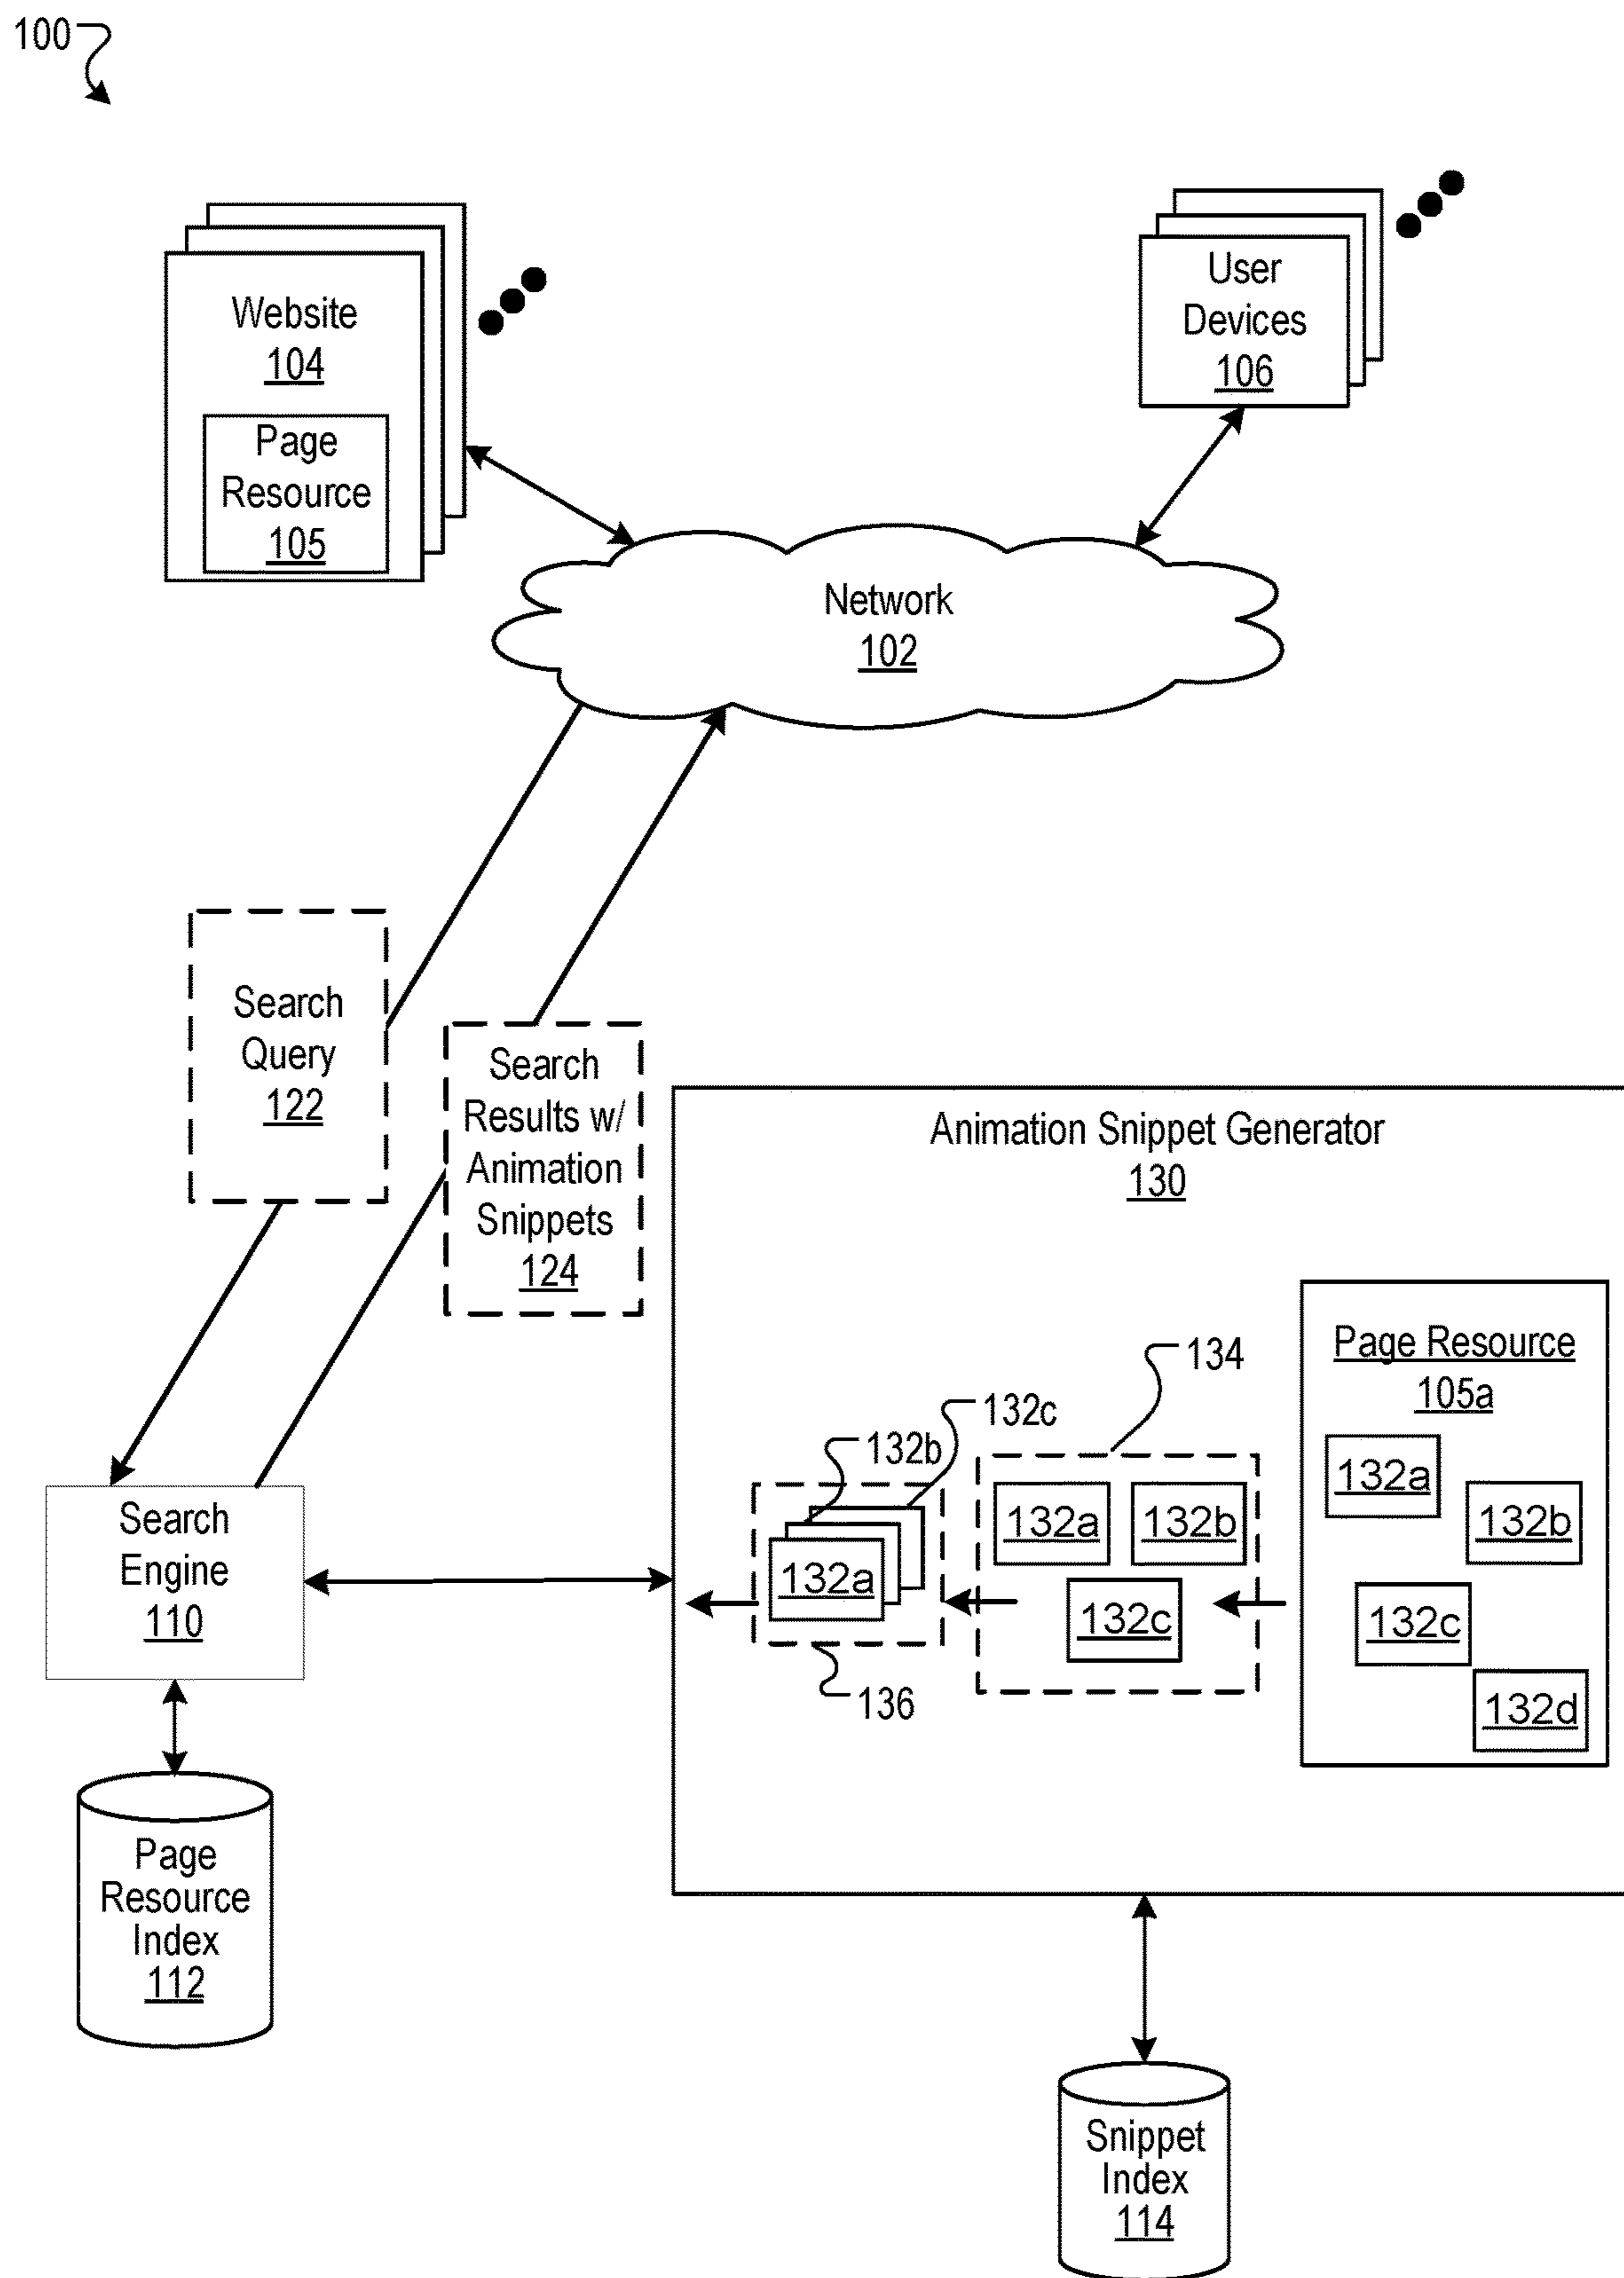 100
Website
104
Page
Resource
105
User
Devices
106
Network
102
Search
Query
122
Search
Results w/
Animation
Snippets
124
Animation Snippet Generator
130
Page Resource
105a
132a
132b
132c
132d
134
132a
132b
132c
132c
132b
132a
136
Search
Engine
110
Page
Resource
Index
112
Snippet
Index
114